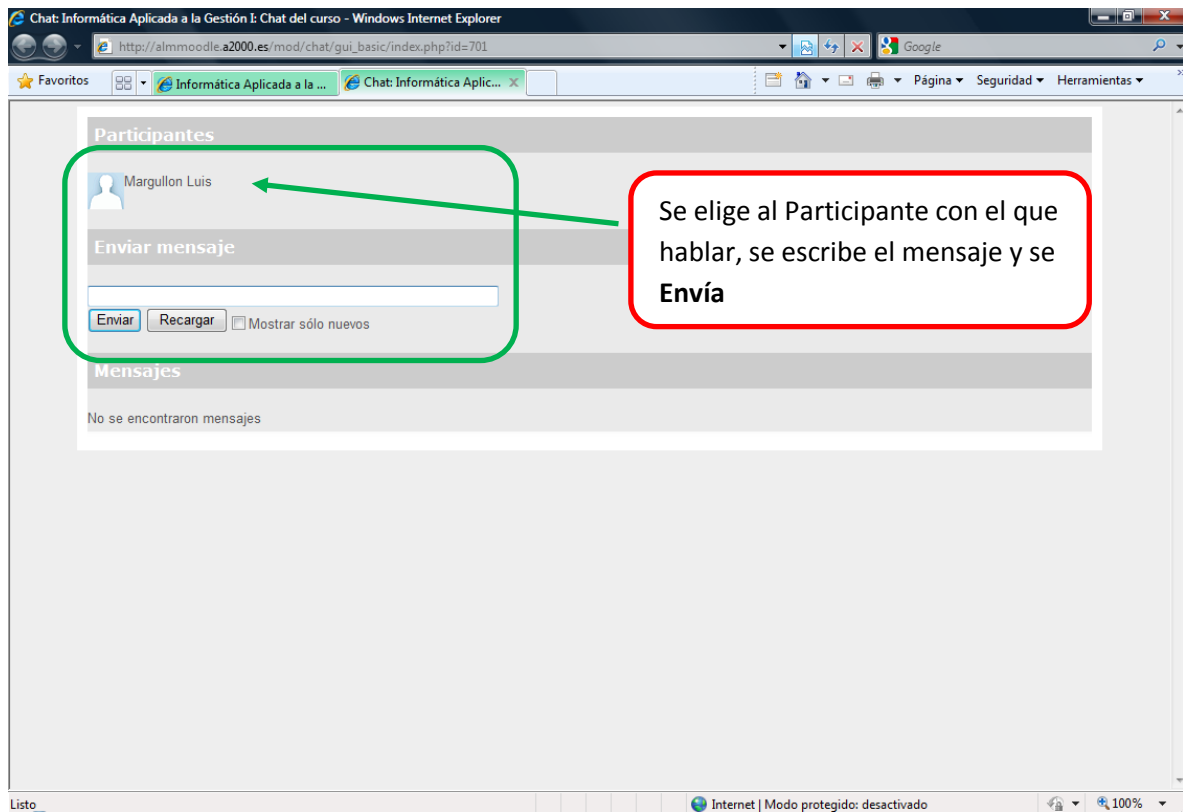 Chat: Informática Aplicada a la Gestión I: Chat del curso - Windows Internet Explorer
http://almmoodle.a2000.es/mod/chat/gui_basic/index.php?id=701
Google
Favoritos
Informática Aplicada a la ...
Chat: Informática Aplic...
Página
Seguridad
Herramientas
Participantes
Margullon Luis
Se elige al Participante con el que
hablar, se escribe el mensaje y se
Envía
Enviar mensaje
Enviar
Recargar
Mostrar sólo nuevos
Mensajes
No se encontraron mensajes
Listo
Internet | Modo protegido: desactivado
100%